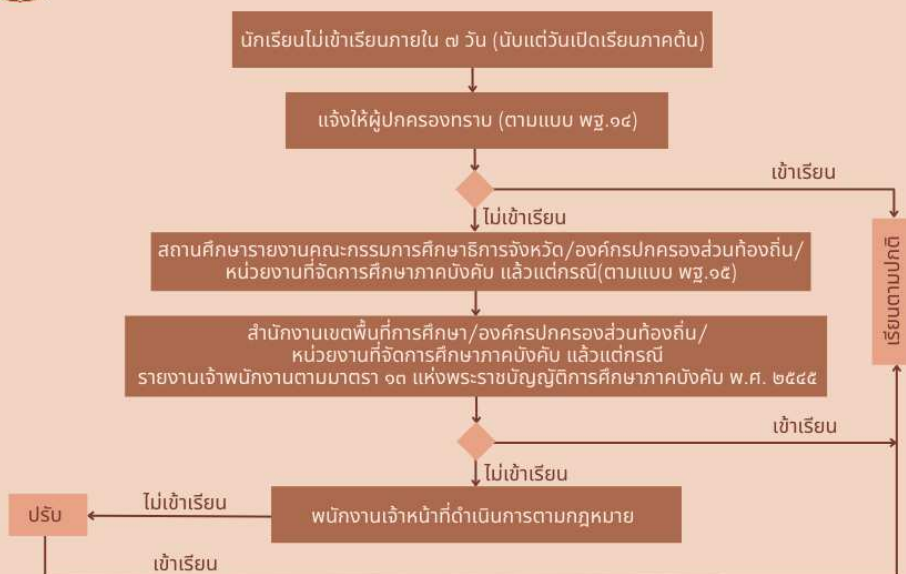 นักเรียนไม่เข้าเรียนภายใน ๗ วัน (นับแต่วันเปิดเรียนภาคต้น)
แจ้งให้ผู้ปกครองทราบ (ตามแบบ พฐ.๑๔)
เข้าเรียน
ไม่เข้าเรียน
สถานศึกษารายงานคณะกรรมการศึกษาธิการจังหวัด/องค์กรปกครองส่วนท้องถิ่น/
หน่วยงานที่จัดการศึกษาภาคบังคับ แล้วแต่กรณี(ตามแบบ พฐ.๑๕)
เรียนตามปกติ
สำนักงานเขตพื้นที่การศึกษา/องค์กรปกครองส่วนท้องถิ่น/
หน่วยงานที่จัดการศึกษาภาคบังคับ แล้วแต่กรณี
รายงานเจ้าพนักงานตามมาตรา ๑๓ แห่งพระราชบัญญัติการศึกษาภาคบังคับ พ.ศ. ๒๕๔๕
เข้าเรียน
ไม่เข้าเรียน
ปรับ
ไม่เข้าเรียน
พนักงานเจ้าหน้าที่ดำเนินการตามกฎหมาย
เข้าเรียน